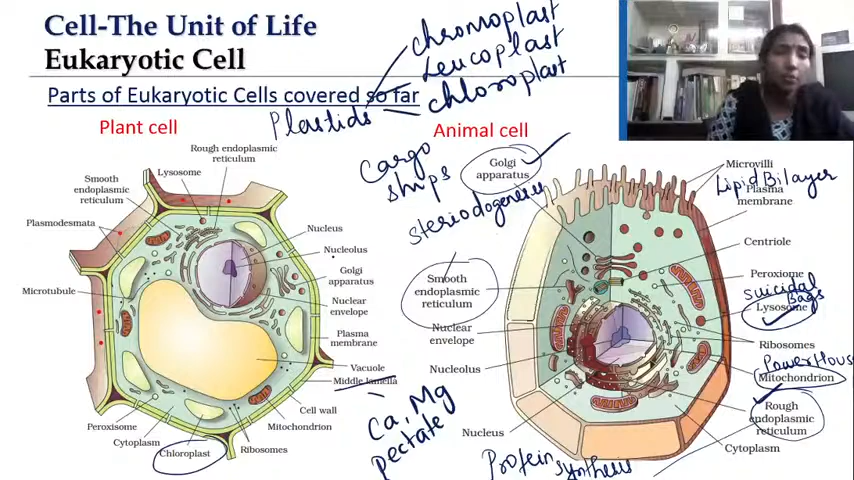 Cell-The Unit of Life
Eukaryotic Cell
Parts of Eukaryotic Cells covered so far
chromoplast
Leucoplast
chloroplast
Plastids
Plant cell
Rough endoplasmic
reticulum
Lysosome
Smooth
endoplasmic
reticulum
Plasmodesmata
Microtubule
Nucleus
Nucleolus
Golgi
apparatus
Nuclear
envelope
Plasma
membrane
Vacuole
Middle lamella
Cell wall
Mitochondrion
Ribosomes
Chloroplast
Cytoplasm
Peroxisome
Ca, Mg
pectate
Animal cell
cargo
ships
Golgi
apparatus
steriodogenesis
Smooth
endoplasmic
reticulum
Nuclear
envelope
Nucleolus
Nucleus
Protein synthesis
Microvilli
Lipid Bilayer
Plasma
membrane
Centriole
Peroxiome
suicidal
Bags
Lysosome
Ribosomes
PowerHouse
Mitochondrion
Rough
endoplasmic
reticulum
Cytoplasm